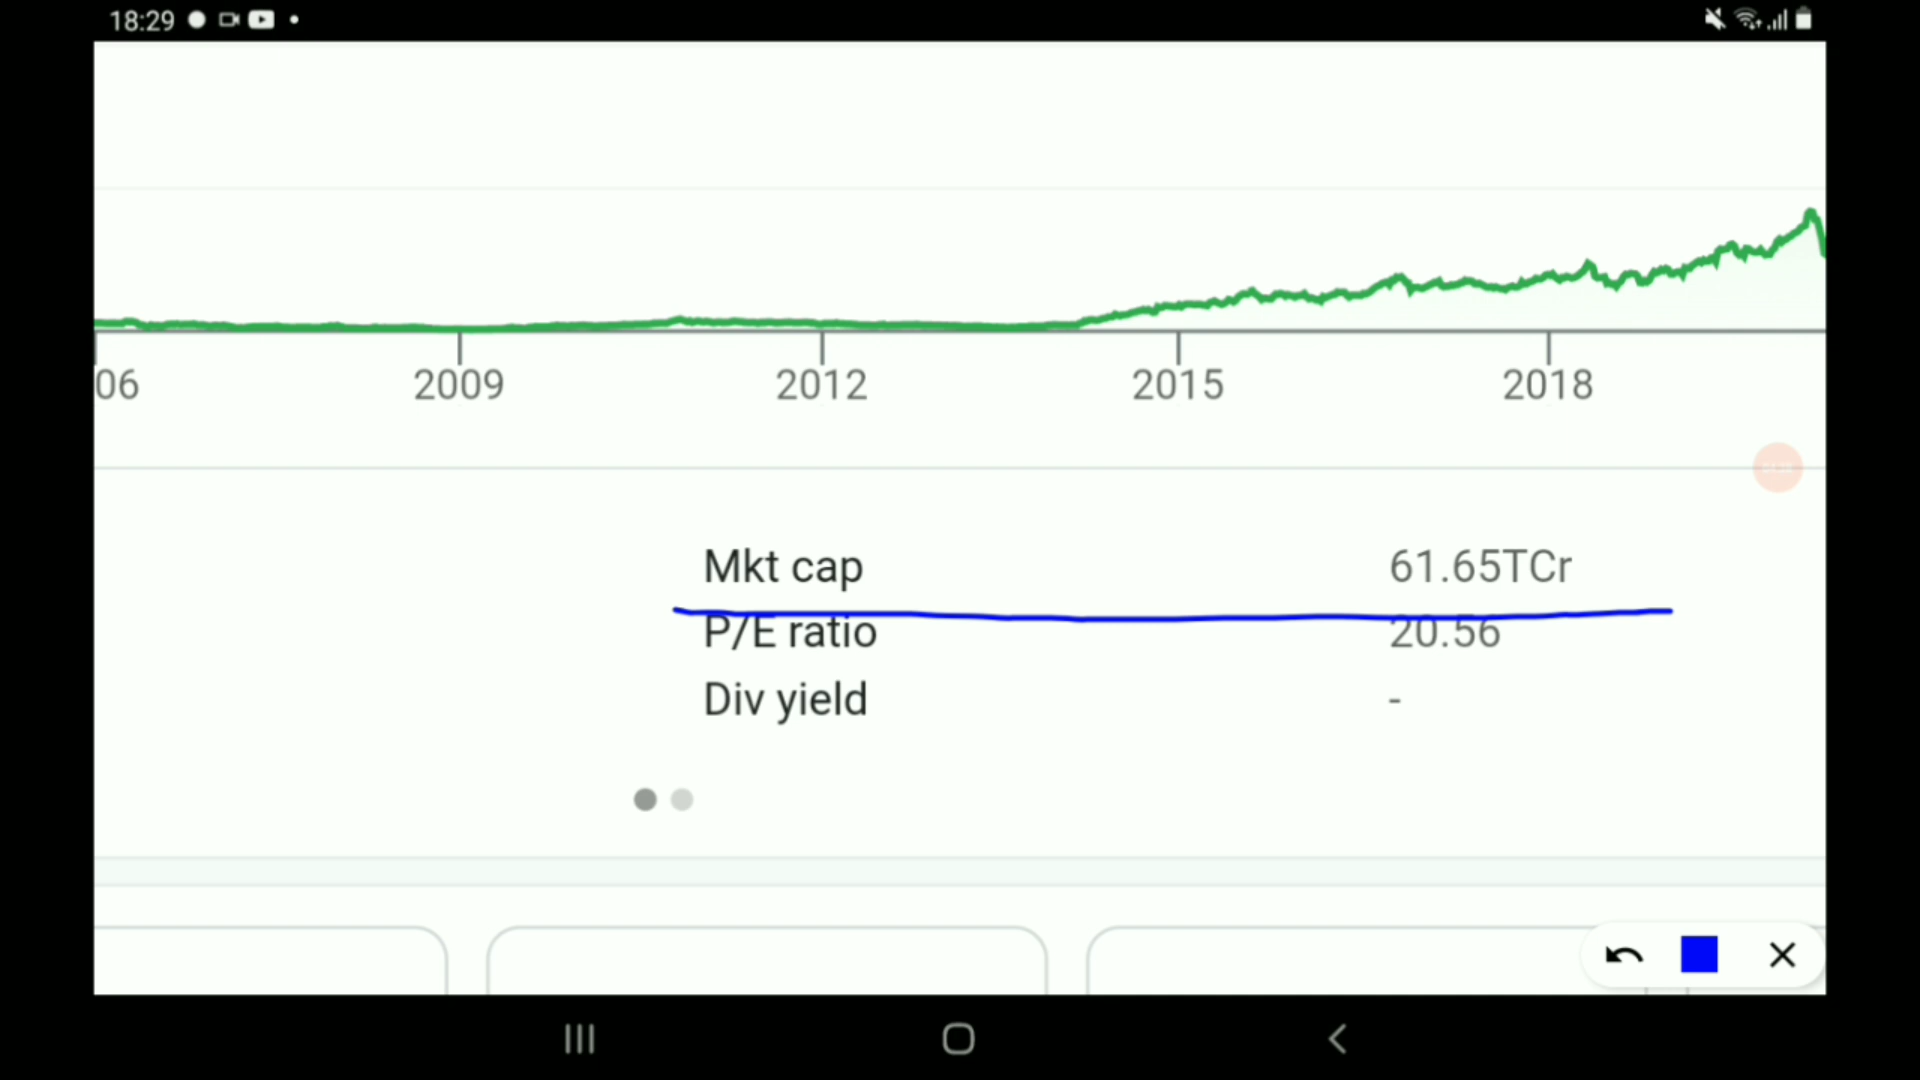 18:29
06 2009 2012 2015 2018
Mkt cap 61.65TCr
P/E ratio 20.56
Div yield -